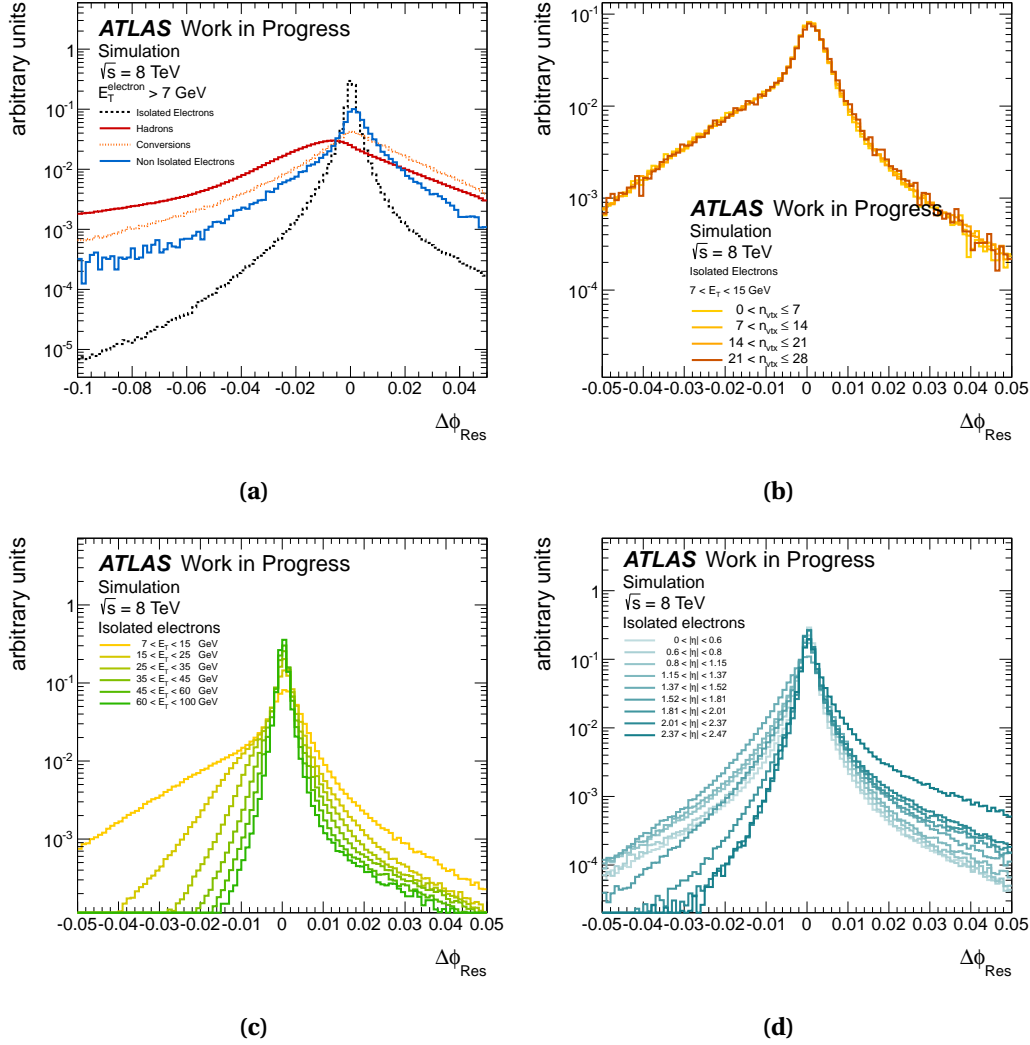 arbitrary units
ATLAS Work in Progress
Simulation
√s = 8 TeV
E_T^electron > 7 GeV
Isolated Electrons
Hadrons
Conversions
Non Isolated Electrons
1
10^-1
10^-2
10^-3
10^-4
10^-5
-0.1 -0.08 -0.06 -0.04 -0.02 0 0.02 0.04
Δϕ_Res
(a)
arbitrary units
10^-1
10^-2
10^-3
10^-4
ATLAS Work in Progress
Simulation
√s = 8 TeV
Isolated Electrons
7 < E_T < 15 GeV
0 < n_vtx ≤ 7
7 < n_vtx ≤ 14
14 < n_vtx ≤ 21
21 < n_vtx ≤ 28
-0.05 -0.04 -0.03 -0.02 -0.01 0 0.01 0.02 0.03 0.04 0.05
Δϕ_Res
(b)
arbitrary units
ATLAS Work in Progress
Simulation
√s = 8 TeV
Isolated electrons
7 < E_T < 15 GeV
15 < E_T < 25 GeV
25 < E_T < 35 GeV
35 < E_T < 45 GeV
45 < E_T < 60 GeV
60 < E_T < 100 GeV
1
10^-1
10^-2
10^-3
-0.05 -0.04 -0.03 -0.02 -0.01 0 0.01 0.02 0.03 0.04 0.05
Δϕ_Res
(c)
arbitrary units
ATLAS Work in Progress
Simulation
√s = 8 TeV
Isolated electrons
0 < |η| < 0.6
0.6 < |η| < 0.8
0.8 < |η| < 1.15
1.15 < |η| < 1.37
1.37 < |η| < 1.52
1.52 < |η| < 1.81
1.81 < |η| < 2.01
2.01 < |η| < 2.37
2.37 < |η| < 2.47
1
10^-1
10^-2
10^-3
10^-4
-0.05 -0.04 -0.03 -0.02 -0.01 0 0.01 0.02 0.03 0.04 0.05
Δϕ_Res
(d)